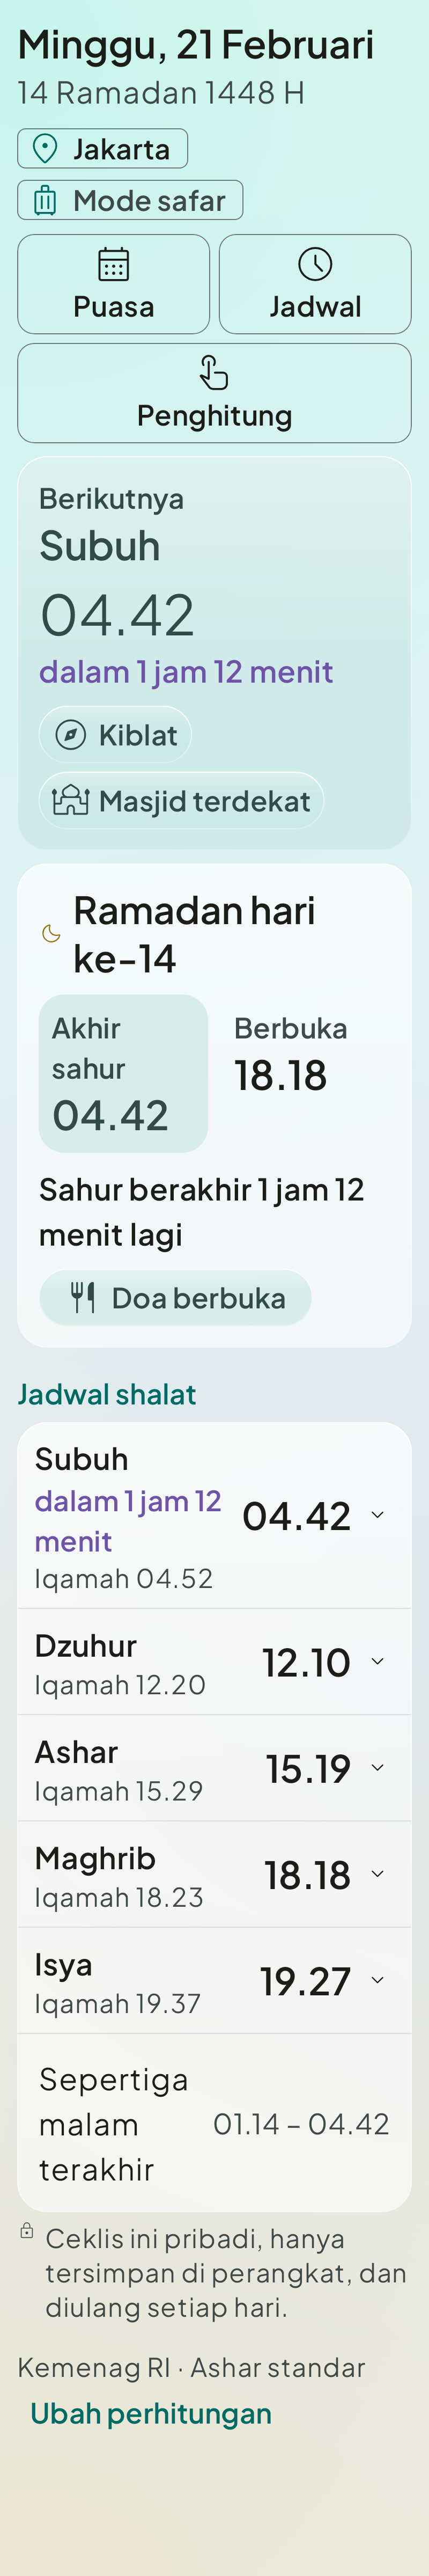 Minggu, 21 Februari
14 Ramadan 1448 H
Jakarta
Mode safar
Puasa
Jadwal
Penghitung
Berikutnya
Subuh
04.42
dalam 1 jam 12 menit
Kiblat
Masjid terdekat
Ramadan hari
ke-14
Akhir
sahur
04.42
Berbuka
18.18
Sahur berakhir 1 jam 12
menit lagi
Doa berbuka
Jadwal shalat
Subuh
dalam 1 jam 12
menit
Iqamah 04.52
04.42
Dzuhur
Iqamah 12.20
12.10
Ashar
Iqamah 15.29
15.19
Maghrib
Iqamah 18.23
18.18
Isya
Iqamah 19.37
19.27
Sepertiga
malam
terakhir
01.14 – 04.42
Ceklis ini pribadi, hanya
tersimpan di perangkat, dan
diulang setiap hari.
Kemenag RI · Ashar standar
Ubah perhitungan